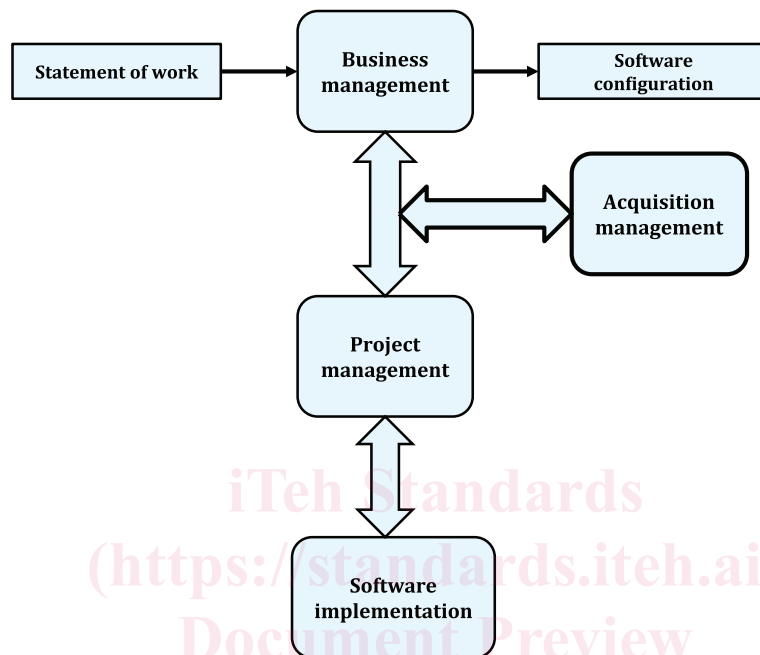 Statement of work
Business
management
Software
configuration
Acquisition
management
Project
management
iTeh Standards
(https://standards.iteh.ai
Software
implementation
Document Preview